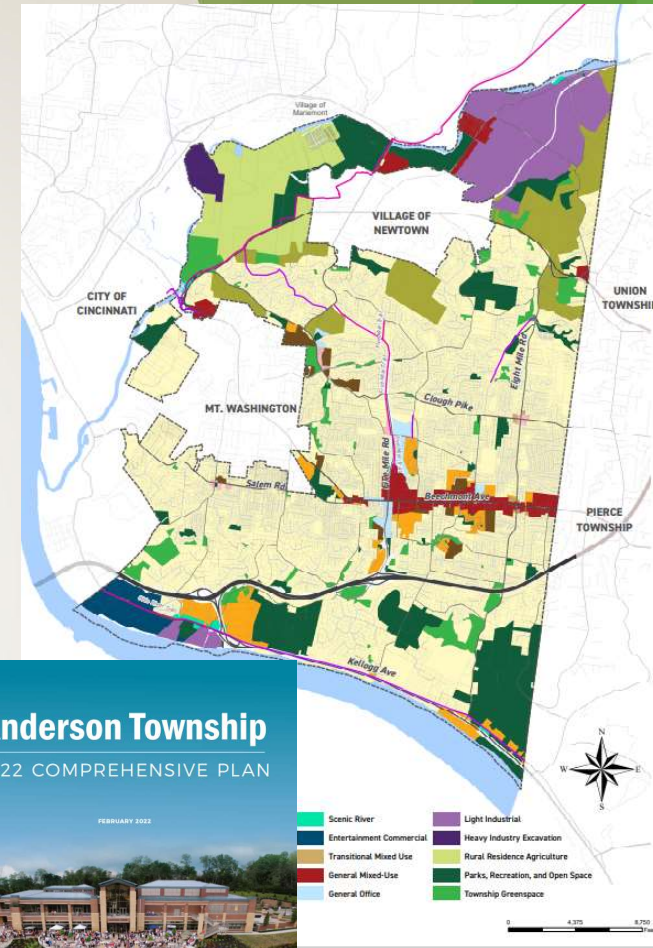 Village of
Mariemont
VILLAGE OF
NEWTOWN
CITY OF
CINCINNATI
UNION
TOWNSHIP
Eight Mile Rd
MT. WASHINGTON
Clough Pike
Five Mile Rd
Salem Rd
Beechmont Ave
PIERCE
TOWNSHIP
Kellogg Ave
nderson Township
22 COMPREHENSIVE PLAN
FEBRUARY 2022
N
W
E
S
Scenic River
Entertainment Commercial
Transitional Mixed Use
General Mixed-Use
General Office
Light Industrial
Heavy Industry Excavation
Rural Residence Agriculture
Parks, Recreation, and Open Space
Township Greenspace
0
4,375
8,750